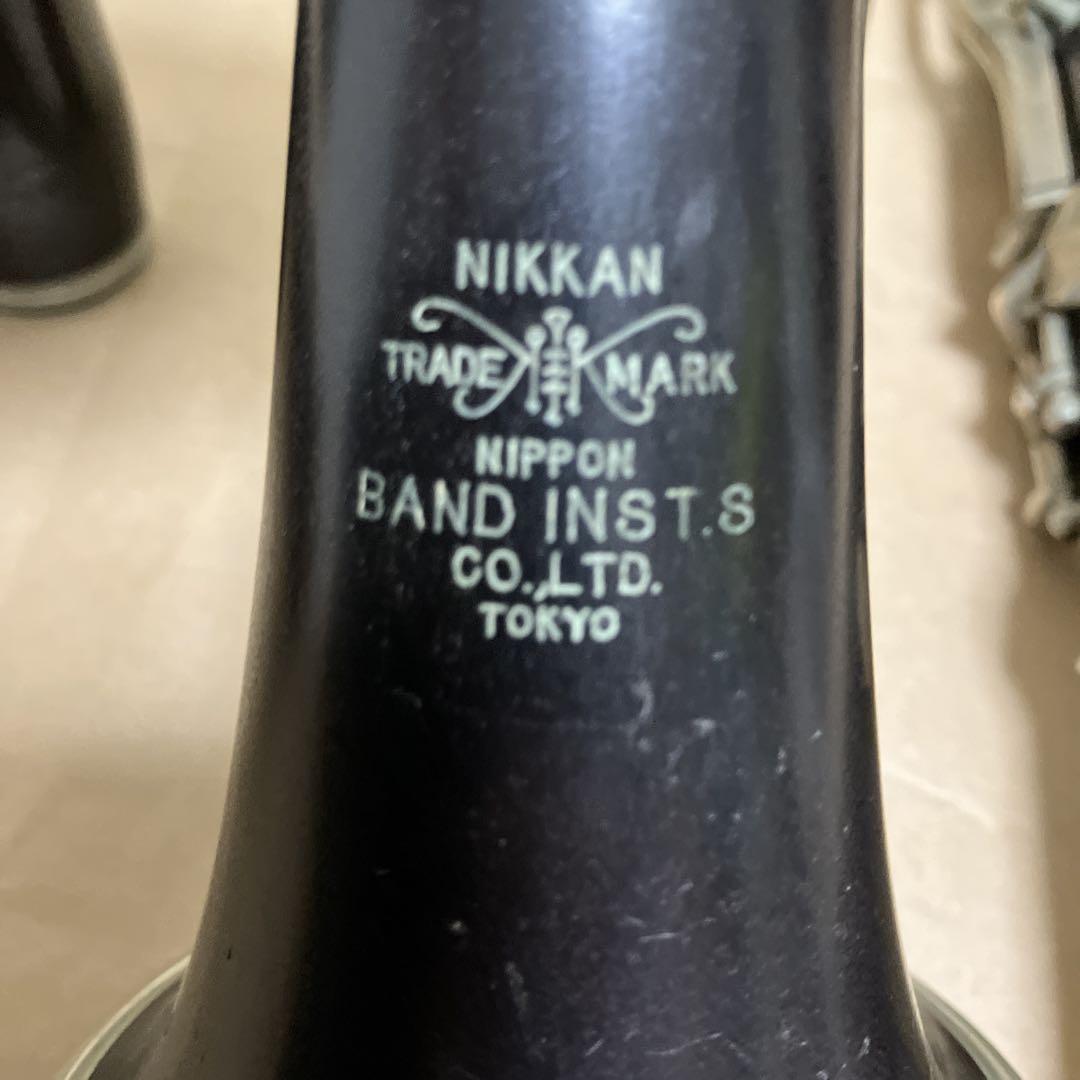 NIKKAN
TRADE MARK
NIPPON
BAND INST.S
CO.,LTD.
TOKYO